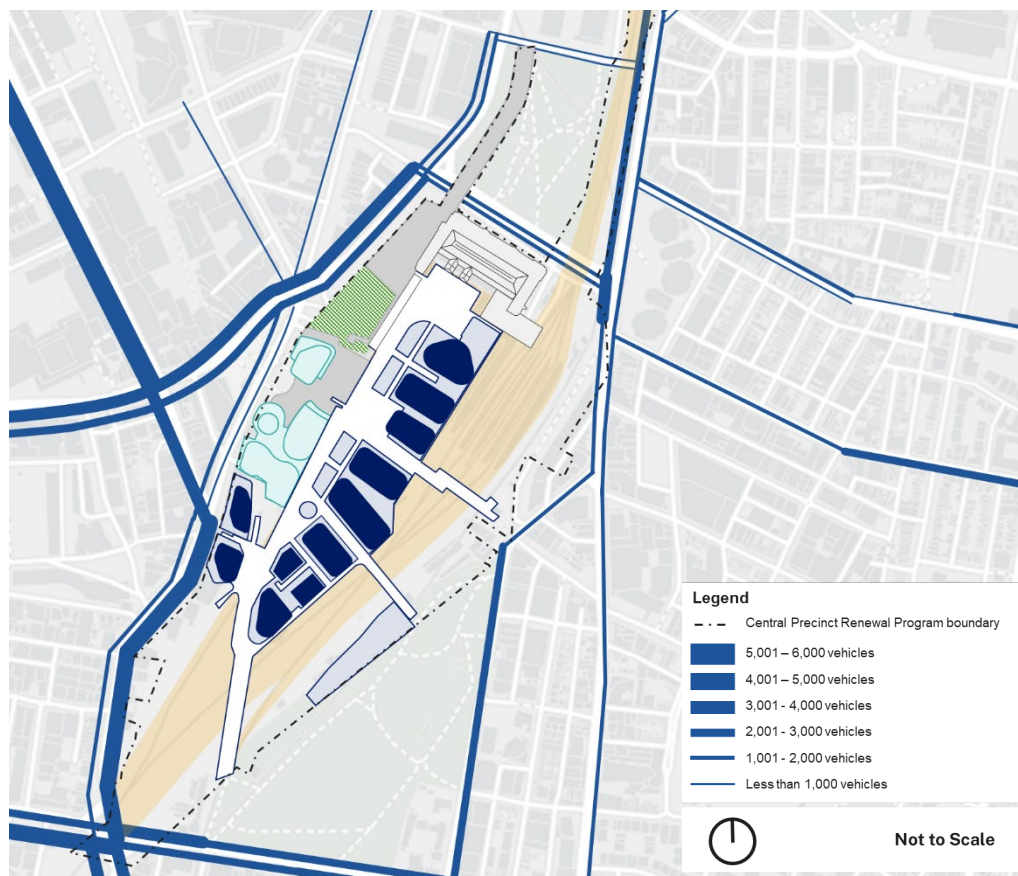 Legend
Central Precinct Renewal Program boundary
5,001 – 6,000 vehicles
4,001 – 5,000 vehicles
3,001 - 4,000 vehicles
2,001 - 3,000 vehicles
1,001 - 2,000 vehicles
Less than 1,000 vehicles
Not to Scale